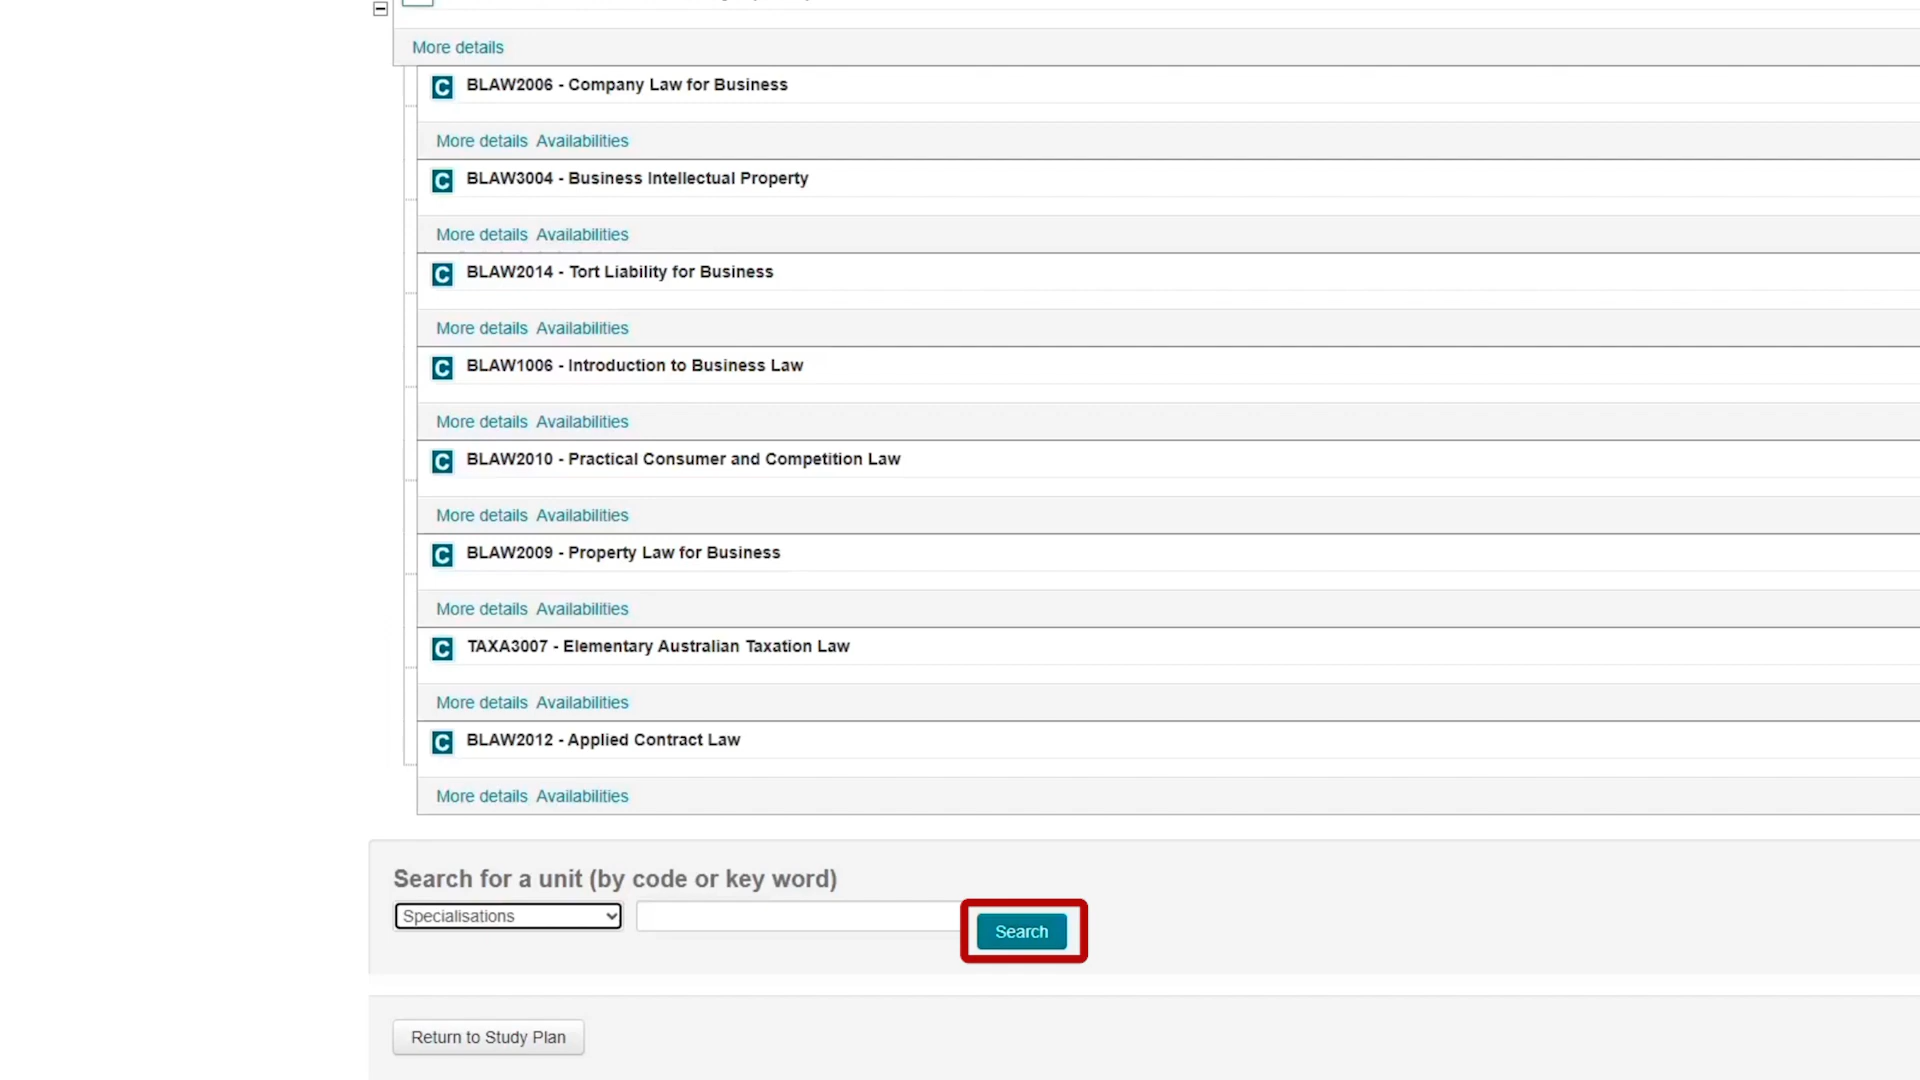 More details
C BLAW2006 - Company Law for Business
More details Availabilities
C BLAW3004 - Business Intellectual Property
More details Availabilities
C BLAW2014 - Tort Liability for Business
More details Availabilities
C BLAW1006 - Introduction to Business Law
More details Availabilities
C BLAW2010 - Practical Consumer and Competition Law
More details Availabilities
C BLAW2009 - Property Law for Business
More details Availabilities
C TAXA3007 - Elementary Australian Taxation Law
More details Availabilities
C BLAW2012 - Applied Contract Law
More details Availabilities
Search for a unit (by code or key word)
Specialisations
Search
Return to Study Plan